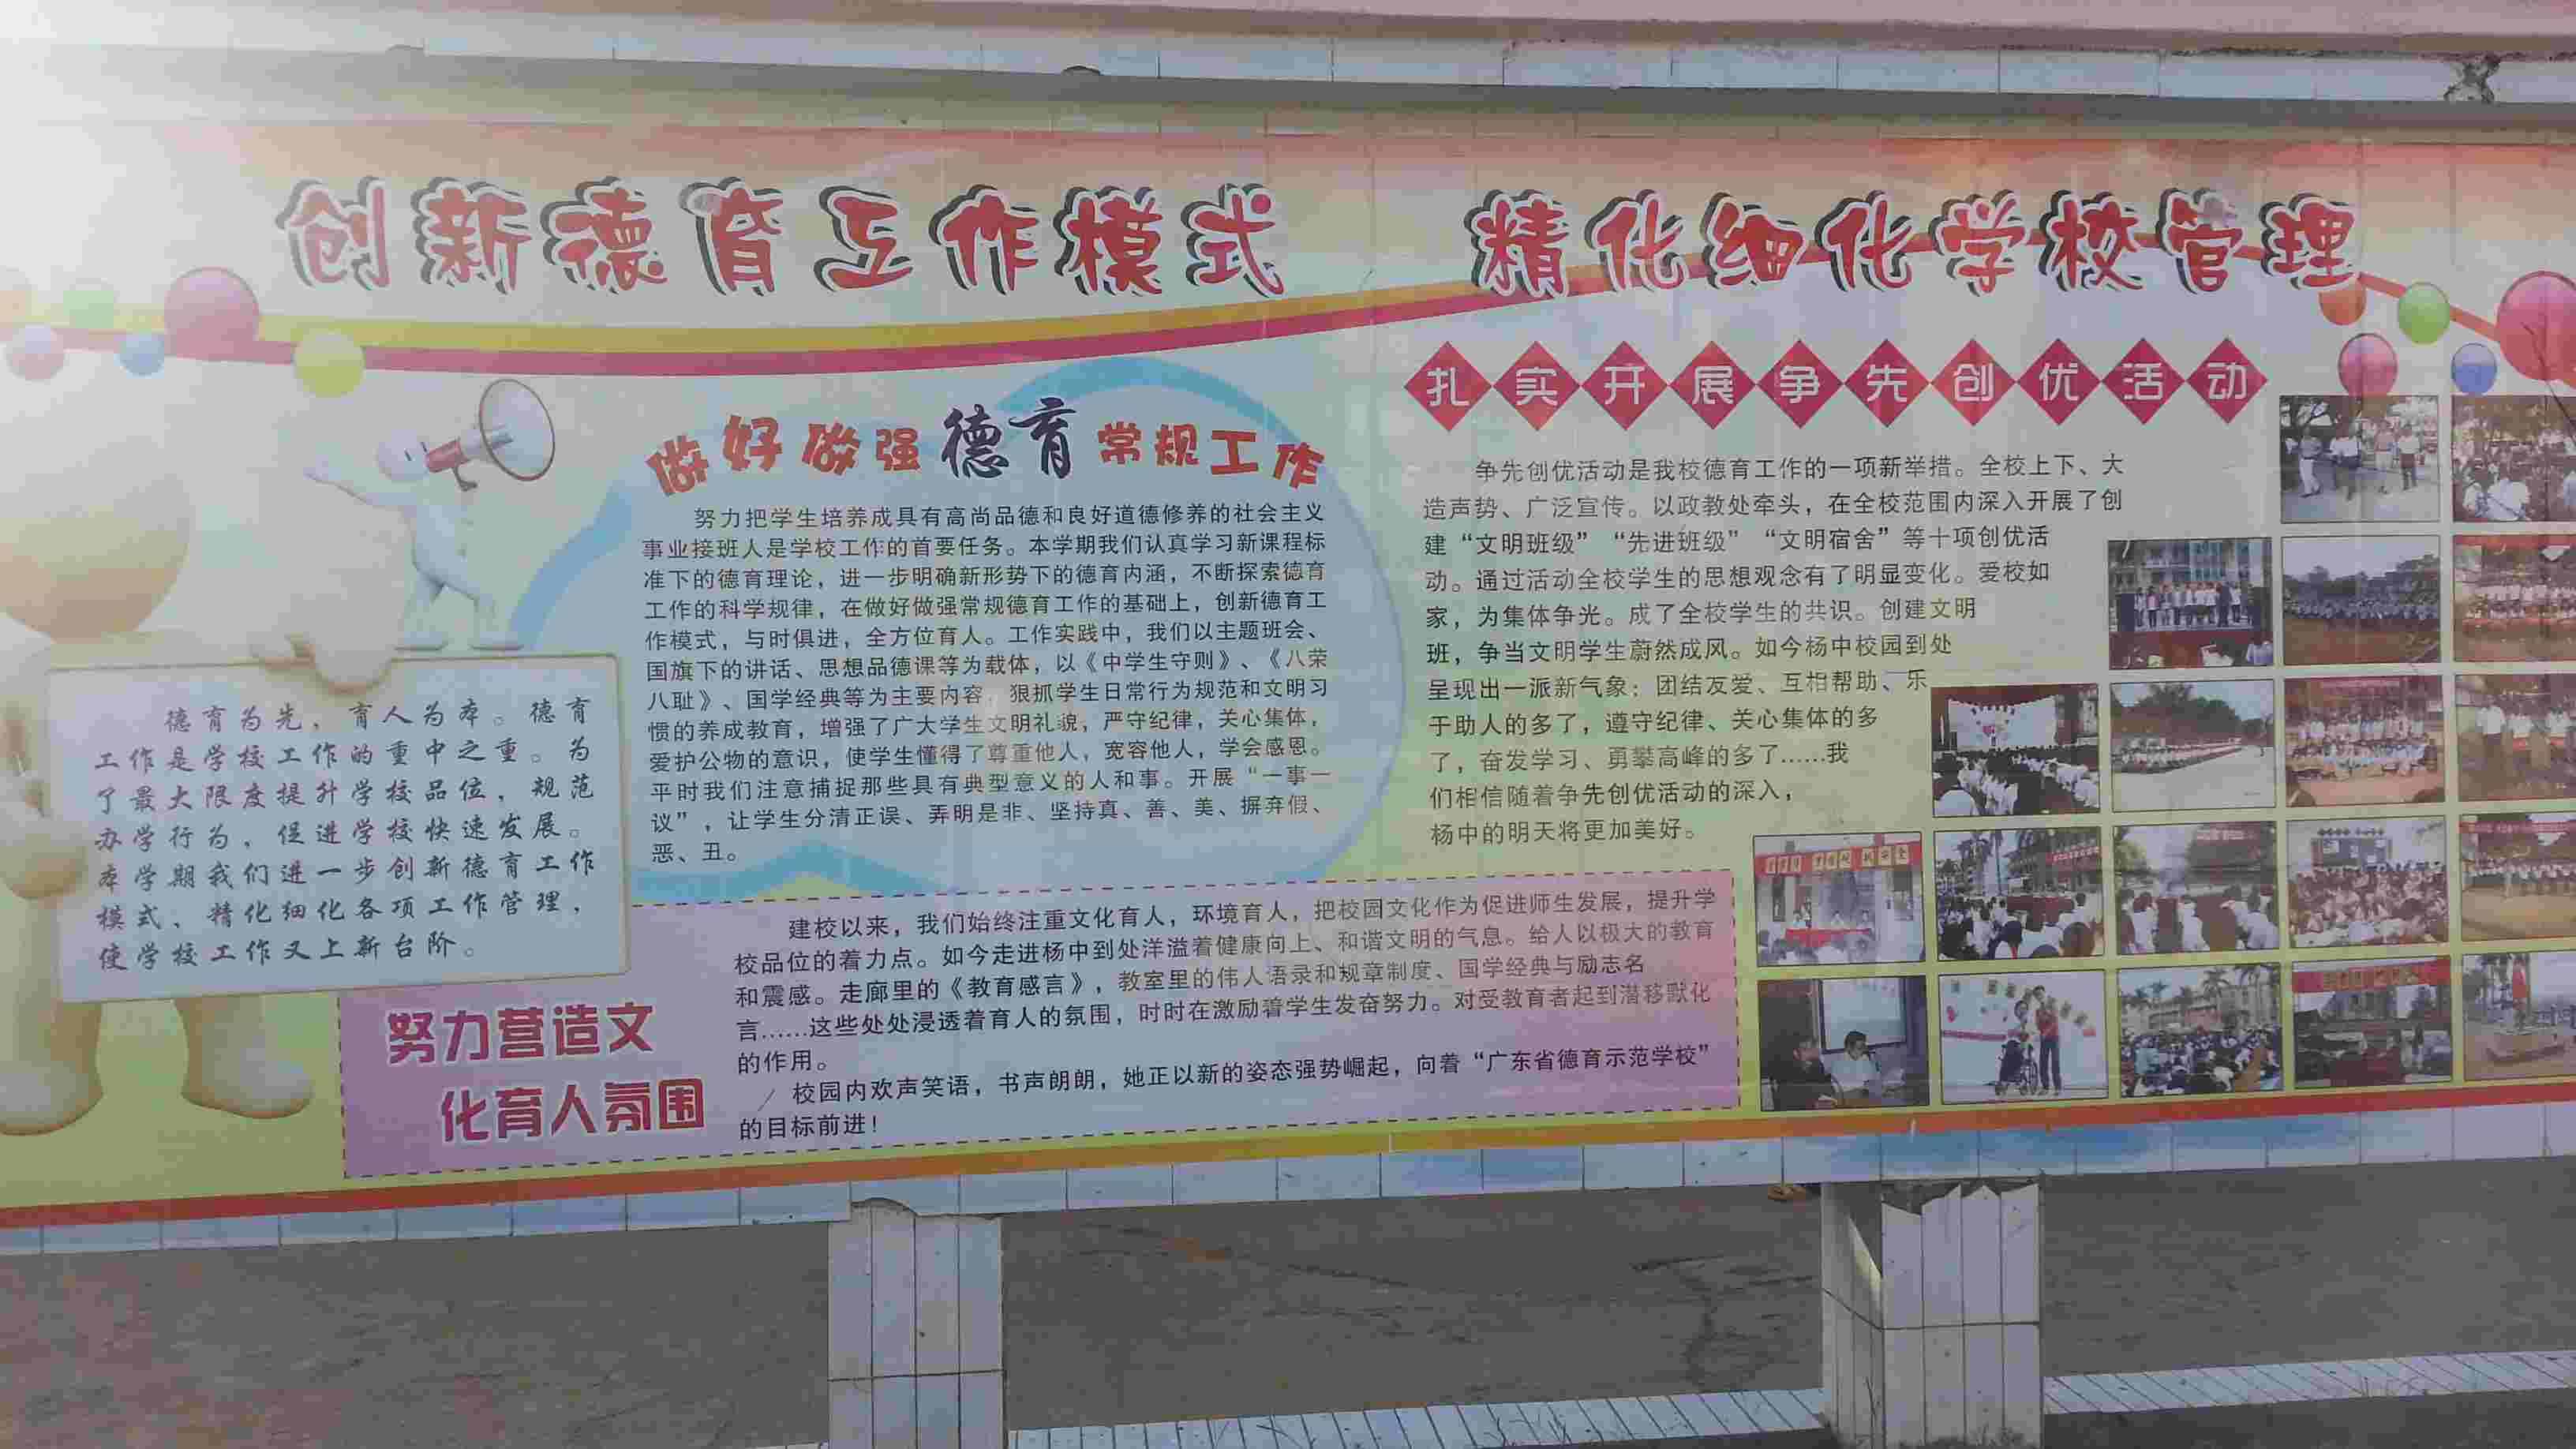 创新德育工作模式 精化细化学校管理
德育为先，育人为本。德育
工作是学校工作的重中之重。为
了最大限度提升学校品位，规范
办学行为，促进学校快速发展。
本学期我们进一步创新德育工作
模式、精化细化各项工作管理，
使学校工作又上新台阶。
做好做强德育常规工作
努力把学生培养成具有高尚品德和良好道德修养的社会主义
事业接班人是学校工作的首要任务。本学期我们认真学习新课程标
准下的德育理论，进一步明确新形势下的德育内涵，不断探索德育
工作的科学规律，在做好做强常规德育工作的基础上，创新德育工
作模式，与时俱进，全方位育人。工作实践中，我们以主题班会、
国旗下的讲话、思想品德课等为载体，以《中学生守则》、《八荣
八耻》、国学经典等为主要内容，狠抓学生日常行为规范和文明习
惯的养成教育，增强了广大学生文明礼貌，严守纪律，关心集体，
爱护公物的意识，使学生懂得了尊重他人，宽容他人，学会感恩。
平时我们注意捕捉那些具有典型意义的人和事。开展“一事一
议”，让学生分清正误、弄明是非、坚持真、善、美、摒弃假、
恶、丑。
扎实开展争先创优活动
争先创优活动是我校德育工作的一项新举措。全校上下、大
造声势、广泛宣传。以政教处牵头，在全校范围内深入开展了创
建“文明班级”“先进班级”“文明宿舍”等十项创优活
动。通过活动全校学生的思想观念有了明显变化。爱校如
家，为集体争光。成了全校学生的共识。创建文明
班，争当文明学生蔚然成风。如今杨中校园到处
呈现出一派新气象：团结友爱、互相帮助、乐
于助人的多了，遵守纪律、关心集体的多
了，奋发学习、勇攀高峰的多了……我
们相信随着争先创优活动的深入，
杨中的明天将更加美好。
努力营造文
化育人氛围
建校以来，我们始终注重文化育人，环境育人，把校园文化作为促进师生发展，提升学
校品位的着力点。如今走进杨中到处洋溢着健康向上、和谐文明的气息。给人以极大的教育
和震感。走廊里的《教育感言》，教室里的伟人语录和规章制度、国学经典与励志名
言……这些处处浸透着育人的氛围，时时在激励着学生发奋努力。对受教育者起到潜移默化
的作用。
校园内欢声笑语，书声朗朗，她正以新的姿态强势崛起，向着“广东省德育示范学校”
的目标前进！